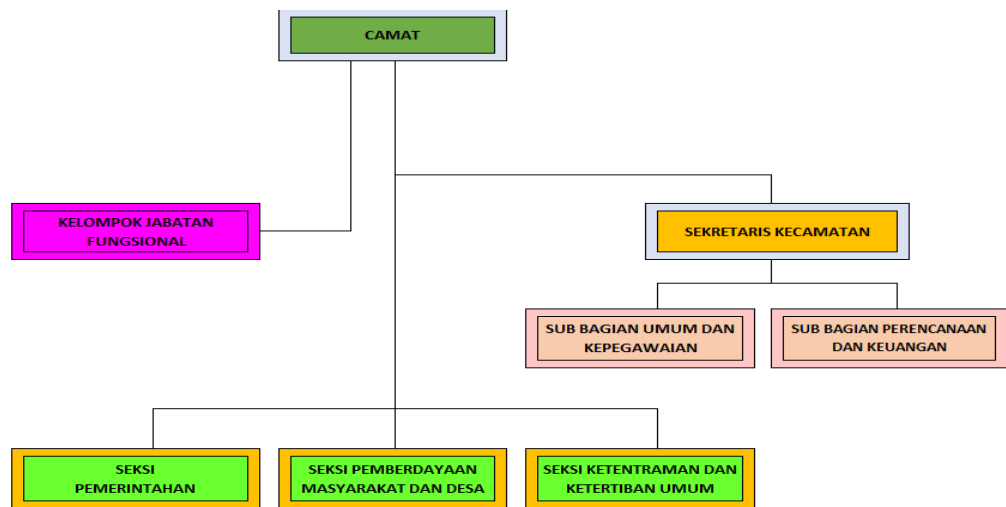 CAMAT
KELOMPOK JABATAN
FUNGSIONAL
SEKRETARIS KECAMATAN
SUB BAGIAN UMUM DAN
KEPEGAWAIAN
SUB BAGIAN PERENCANAAN
DAN KEUANGAN
SEKSI
PEMERINTAHAN
SEKSI PEMBERDAYAAN
MASYARAKAT DAN DESA
SEKSI KETENTRAMAN DAN
KETERTIBAN UMUM